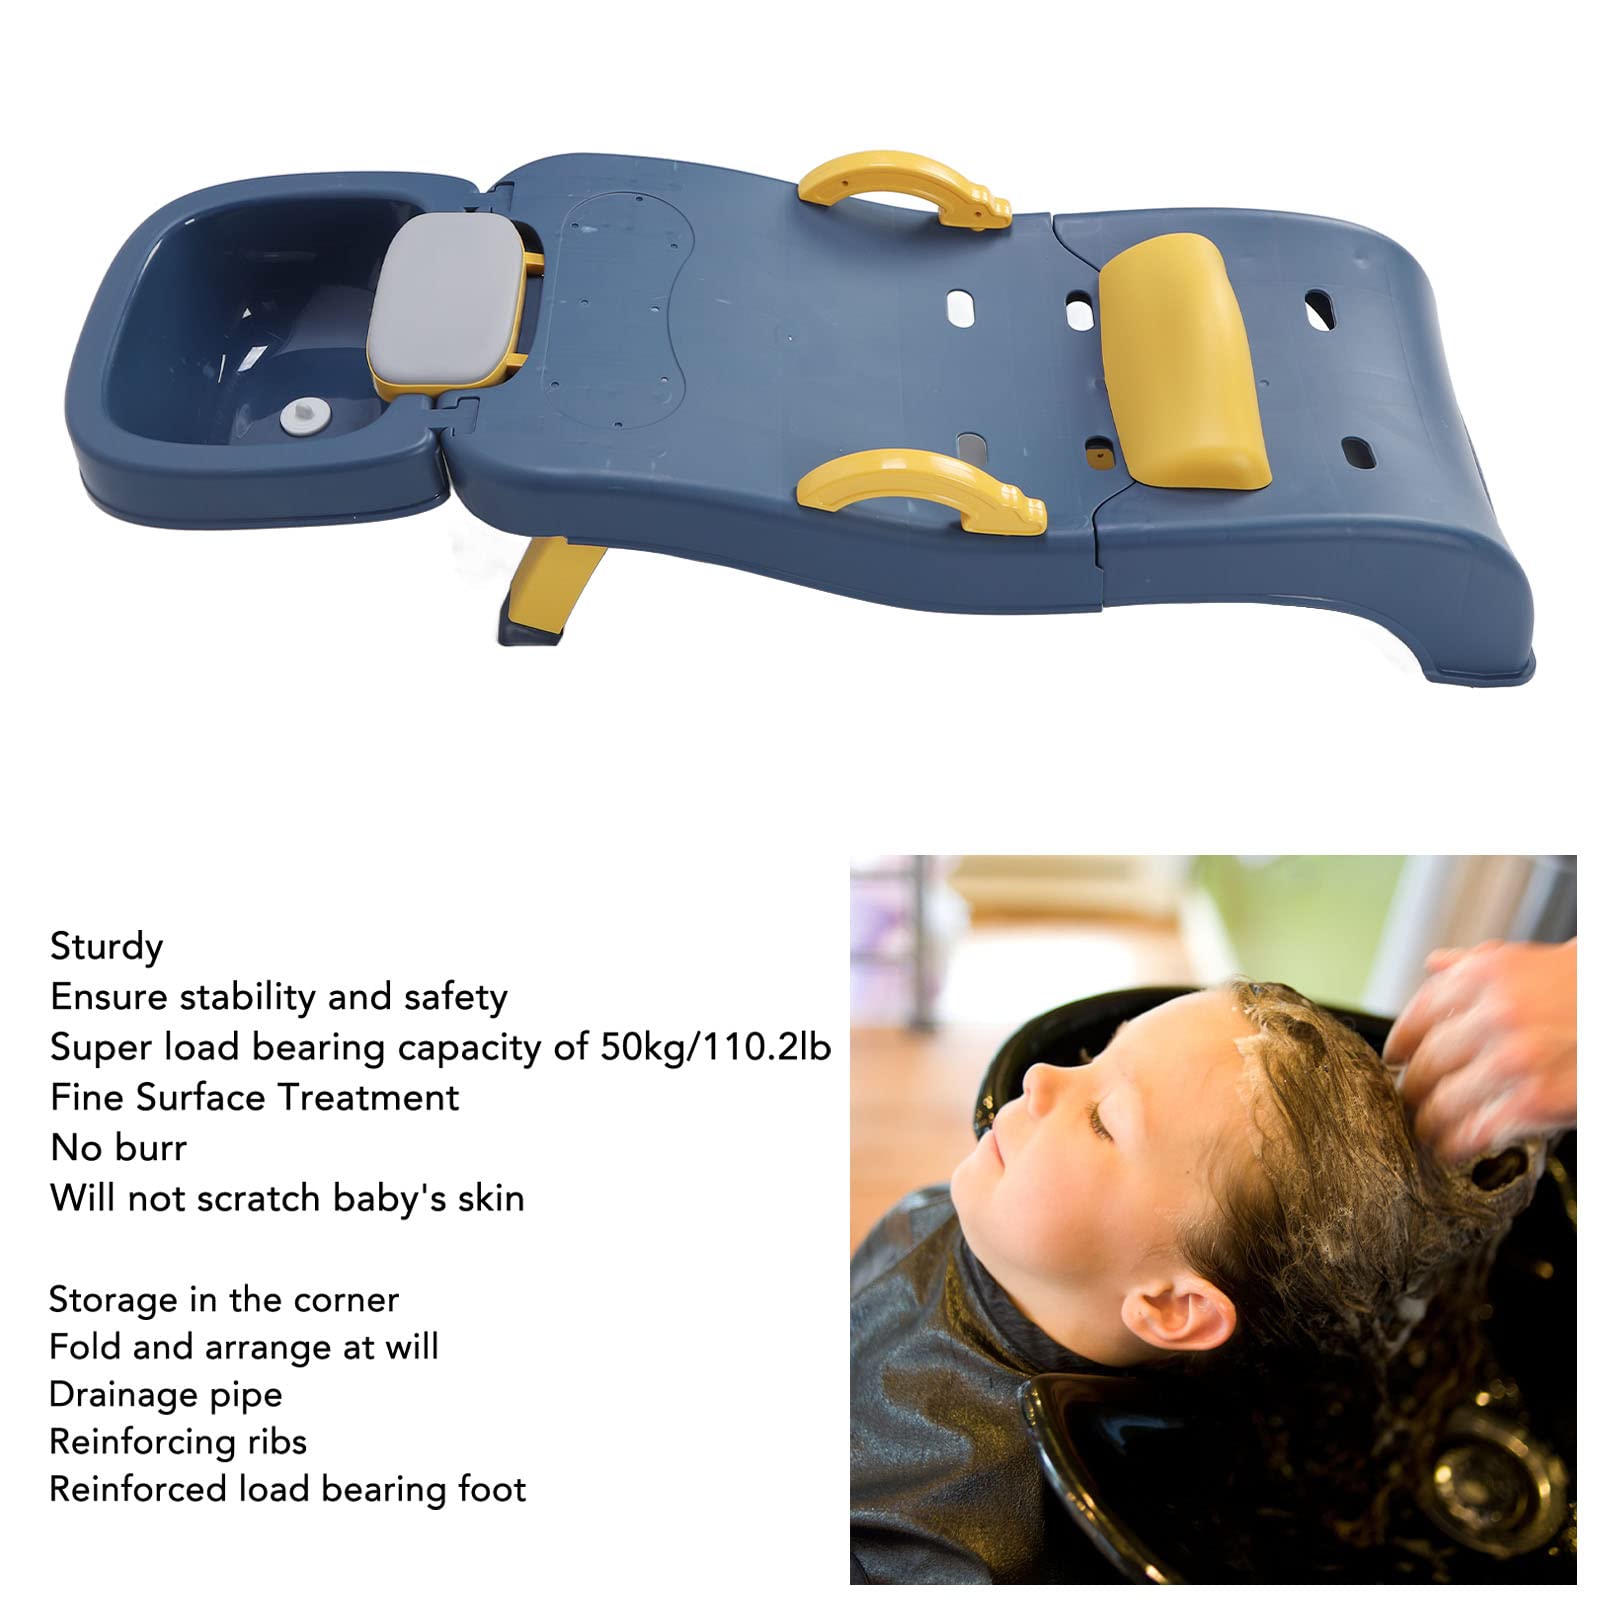 Sturdy
Ensure stability and safety
Super load bearing capacity of 50kg/110.2lb
Fine Surface Treatment
No burr
Will not scratch baby's skin
Storage in the corner
Fold and arrange at will
Drainage pipe
Reinforcing ribs
Reinforced load bearing foot